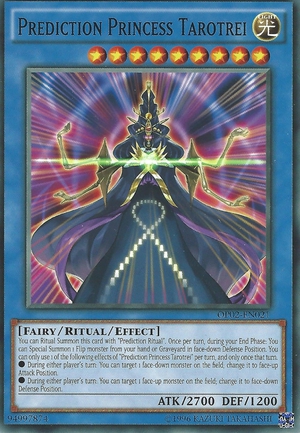 PREDICTION PRINCESS TAROTREI
LIGHT
光
OP02-EN021
[FAIRY/RITUAL/EFFECT]
You can Ritual Summon this card with "Prediction Ritual". Once per turn, during your End Phase: You
can Special Summon 1 Flip monster from your hand or Graveyard in face-down Defense Position. You
can only use 1 of the following effects of "Prediction Princess Tarotrei" per turn, and only once that turn.
● During either player's turn: You can target 1 face-down monster on the field; change it to face-up
Attack Position.
● During either player's turn: You can target 1 face-up monster on the field; change it to face-down
Defense Position.
ATK/2700 DEF/1200
94997874
©1996 KAZUKI TAKAHASHI